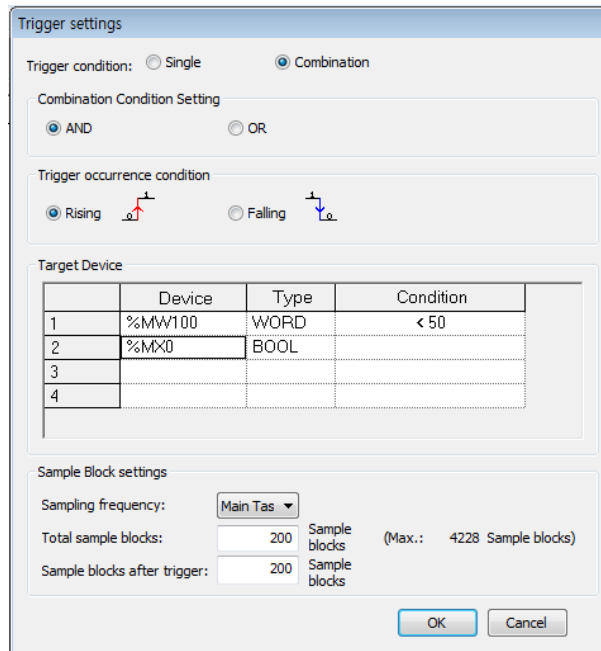 Trigger settings
Trigger condition: Single Combination
Combination Condition Setting
AND OR
Trigger occurrence condition
Rising 0 1 Falling 1 0
Target Device
Device Type Condition
1 %MW100 WORD < 50
2 %MX0 BOOL
3
4
Sample Block settings
Sampling frequency: Main Tas
Total sample blocks: 200 Sample blocks (Max.: 4228 Sample blocks)
Sample blocks after trigger: 200 Sample blocks
OK Cancel